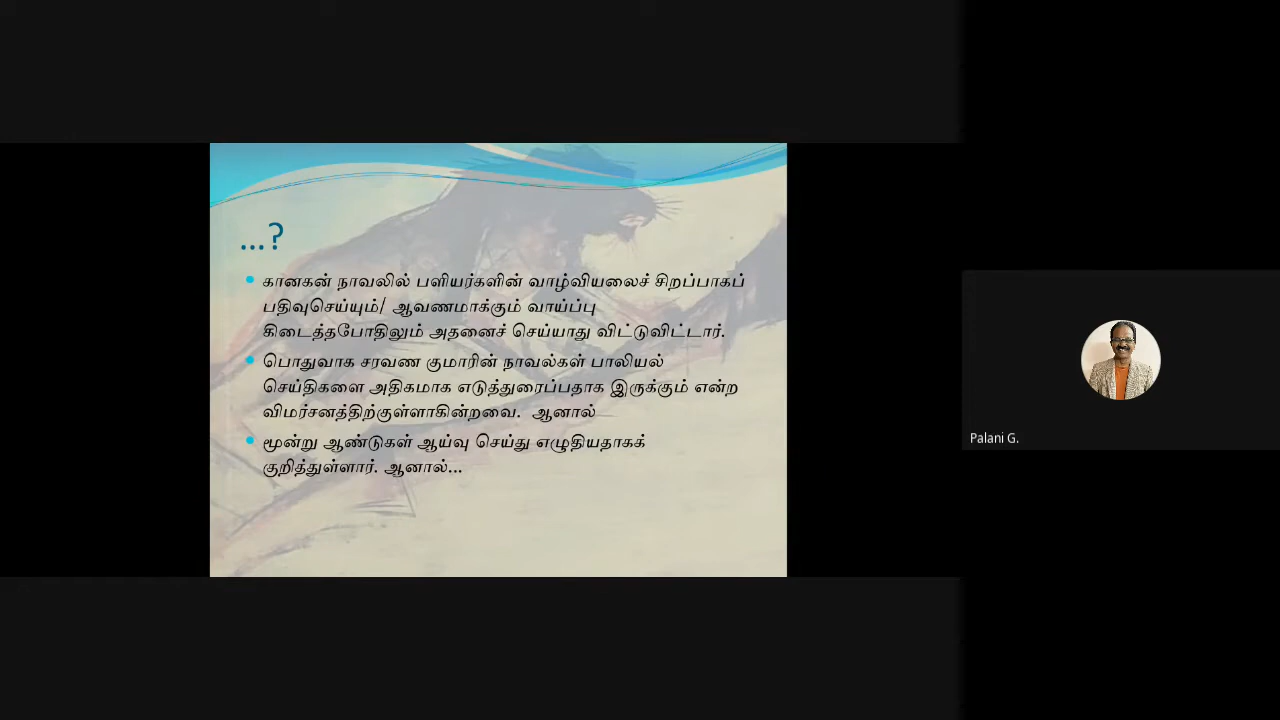 ...?
கானகன் நாவலில் பளியர்களின் வாழ்வியலைச் சிறப்பாகப்
பதிவுசெய்யும்/ ஆவணமாக்கும் வாய்ப்பு
கிடைத்தபோதிலும் அதனைச் செய்யாது விட்டுவிட்டார்.
பொதுவாக சரவண குமாரின் நாவல்கள் பாலியல்
செய்திகளை அதிகமாக எடுத்துரைப்பதாக இருக்கும் என்ற
விமர்சனத்திற்குள்ளாகின்றவை. ஆனால்
மூன்று ஆண்டுகள் ஆய்வு செய்து எழுதியதாகக்
குறித்துள்ளார். ஆனால்...
Palani G.